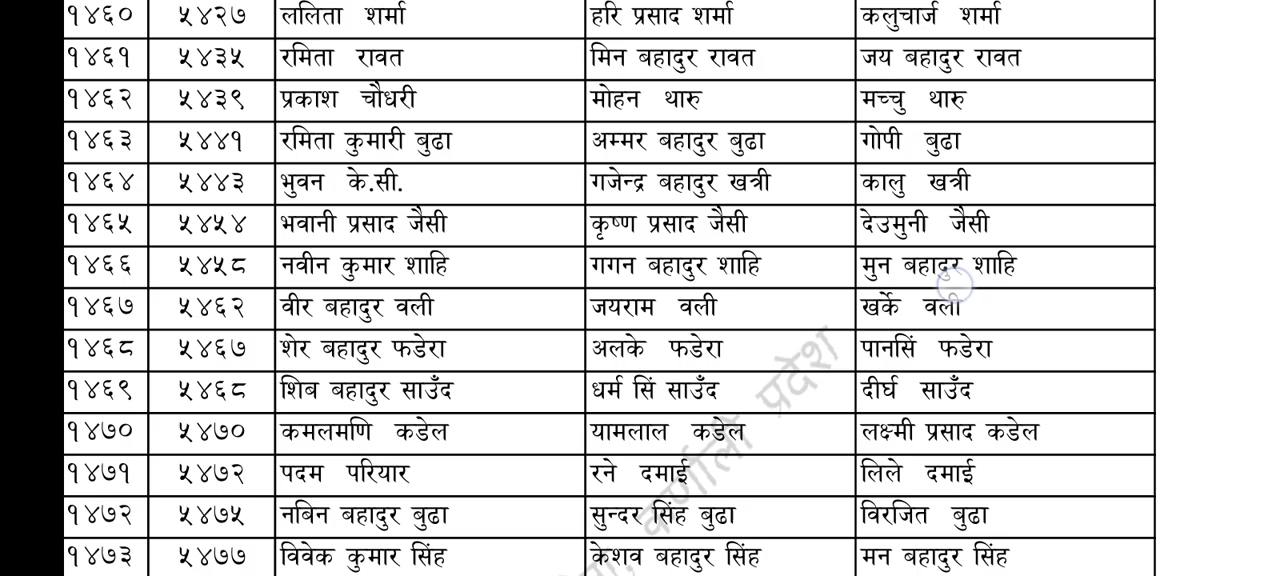 १४६० ५४२७ ललिता शर्मा हरि प्रसाद शर्मा कलुचार्ज शर्मा
१४६१ ५४३५ रमिता रावत मिन बहादुर रावत जय बहादुर रावत
१४६२ ५४३९ प्रकाश चौधरी मोहन थारु मच्चु थारु
१४६३ ५४४१ रमिता कुमारी बुढा अम्मर बहादुर बुढा गोपी बुढा
१४६४ ५४४३ भुवन के.सी. गजेन्द्र बहादुर खत्री कालु खत्री
१४६५ ५४५४ भवानी प्रसाद जैसी कृष्ण प्रसाद जैसी देउमुनी जैसी
१४६६ ५४५८ नवीन कुमार शाहि गगन बहादुर शाहि मुन बहादुर शाहि
१४६७ ५४६२ वीर बहादुर वली जयराम वली खर्के वली
१४६८ ५४६७ शेर बहादुर फडेरा अलके फडेरा पानसिं फडेरा
१४६९ ५४६८ शिब बहादुर साउँद धर्म सिं साउँद दीर्घ साउँद
१४७० ५४७० कमलमणि कडेल यामलाल कडेल लक्ष्मी प्रसाद कडेल
१४७१ ५४७२ पदम परियार रने दमाई लिले दमाई
१४७२ ५४७५ नबिन बहादुर बुढा सुन्दर सिंह बुढा विरजित बुढा
१४७३ ५४७७ विवेक कुमार सिंह केशव बहादुर सिंह मन बहादुर सिंह
कर्णाली प्रदेश